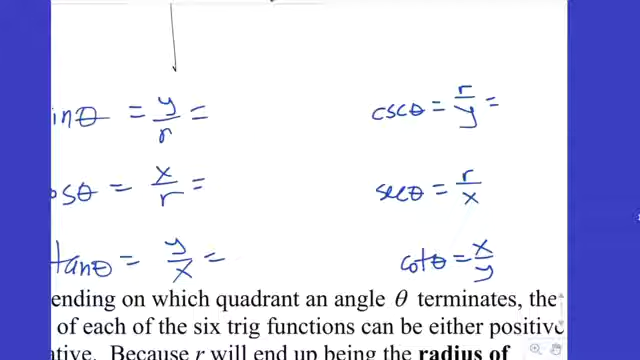 inθ = y/r = cscθ = r/y =
osθ = x/r = secθ = r/x
tanθ = y/x = cotθ = x/y
ending on which quadrant an angle θ terminates, the
of each of the six trig functions can be either positive
ative. Because r will end up being the radius of